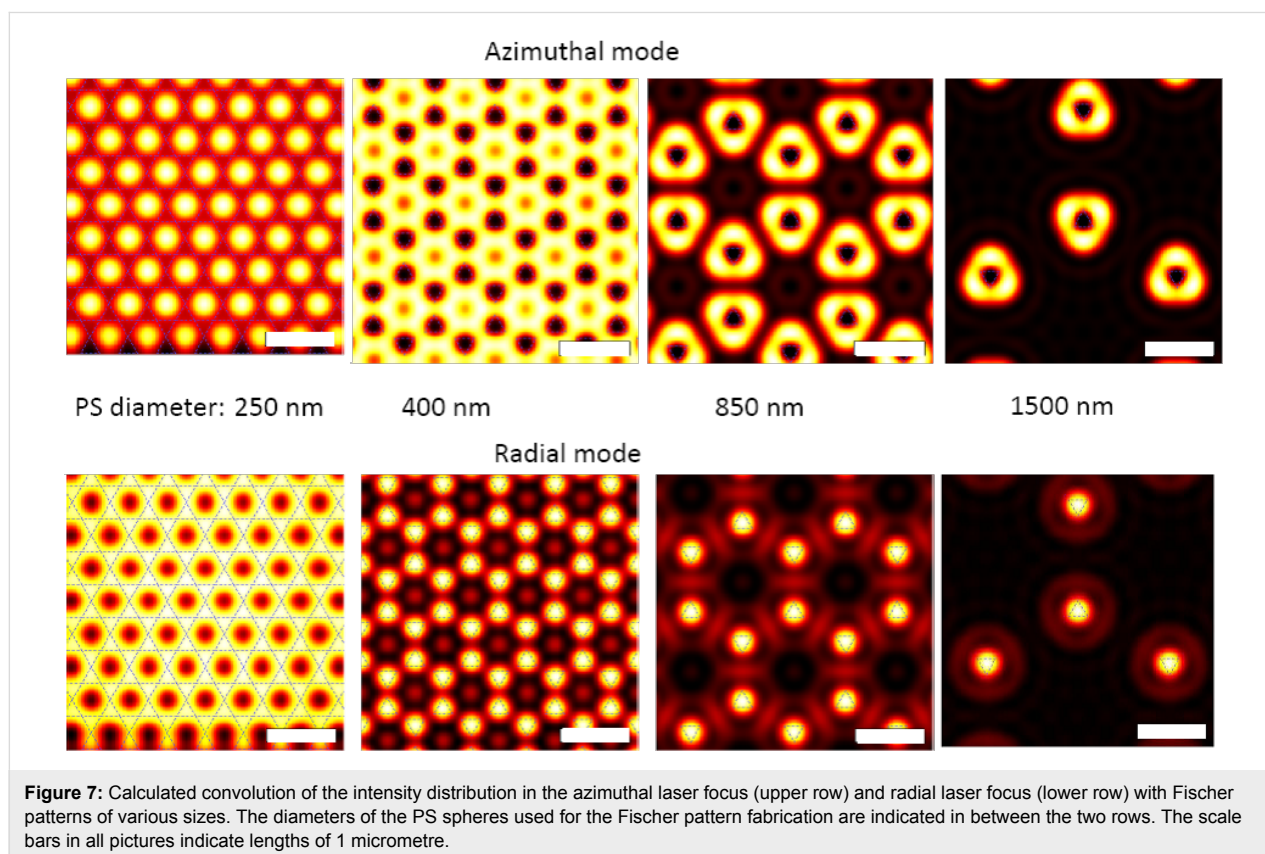 Azimuthal mode
PS diameter: 250 nm 400 nm 850 nm 1500 nm
Radial mode
Figure 7: Calculated convolution of the intensity distribution in the azimuthal laser focus (upper row) and radial laser focus (lower row) with Fischer
patterns of various sizes. The diameters of the PS spheres used for the Fischer pattern fabrication are indicated in between the two rows. The scale
bars in all pictures indicate lengths of 1 micrometre.